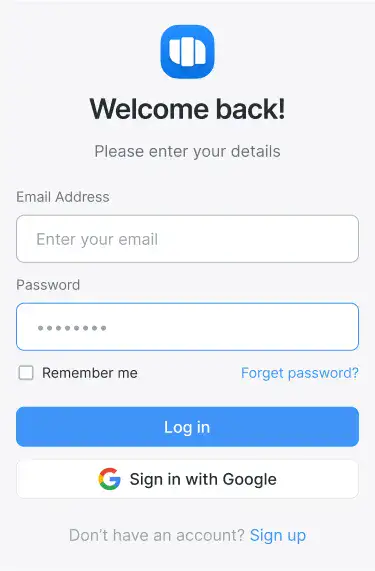 Welcome back!
Please enter your details
Email Address
Enter your email
Password
••••••••
Remember me
Forget password?
Log in
Sign in with Google
Don't have an account? Sign up